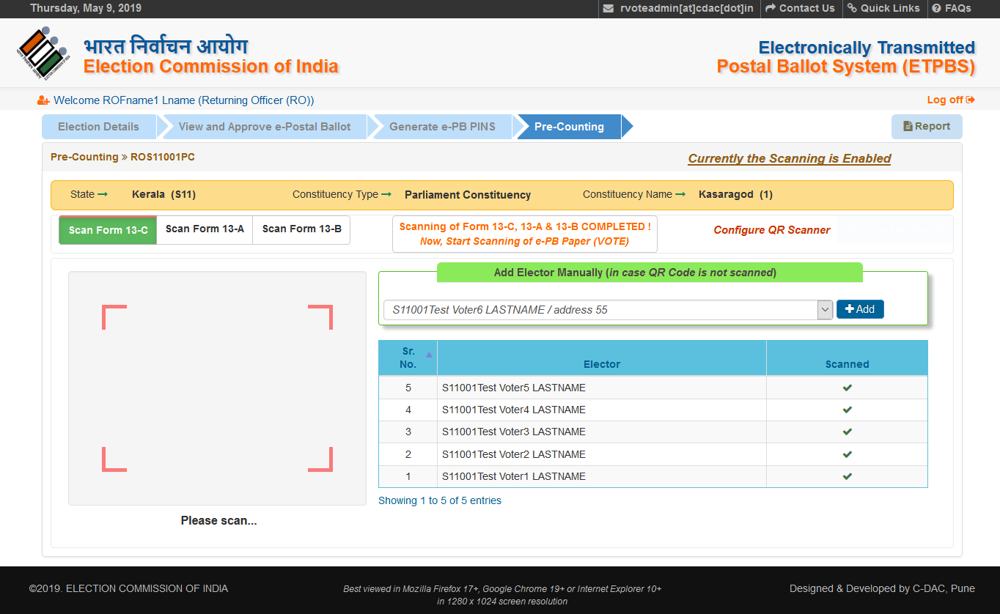 Thursday, May 9, 2019
rvoteadmin[at]cdac[dot]in Contact Us Quick Links FAQs
भारत निर्वाचन आयोग
Election Commission of India
Electronically Transmitted
Postal Ballot System (ETPBS)
Welcome ROFname1 Lname (Returning Officer (RO))
Log off
Election Details View and Approve e-Postal Ballot Generate e-PB PINS Pre-Counting Report
Pre-Counting » ROS11001PC
Currently the Scanning is Enabled
State → Kerala (S11) Constituency Type → Parliament Constituency Constituency Name → Kasaragod (1)
Scan Form 13-C Scan Form 13-A Scan Form 13-B
Scanning of Form 13-C, 13-A & 13-B COMPLETED !
Now, Start Scanning of e-PB Paper (VOTE)
Configure QR Scanner
Add Elector Manually (in case QR Code is not scanned)
S11001Test Voter6 LASTNAME / address 55
Add
Sr.
No. Elector Scanned
5 S11001Test Voter5 LASTNAME ✔
4 S11001Test Voter4 LASTNAME ✔
3 S11001Test Voter3 LASTNAME ✔
2 S11001Test Voter2 LASTNAME ✔
1 S11001Test Voter1 LASTNAME ✔
Showing 1 to 5 of 5 entries
Please scan...
©2019. ELECTION COMMISSION OF INDIA
Best viewed in Mozilla Firefox 17+, Google Chrome 19+ or Internet Explorer 10+
in 1280 x 1024 screen resolution
Designed & Developed by C-DAC, Pune